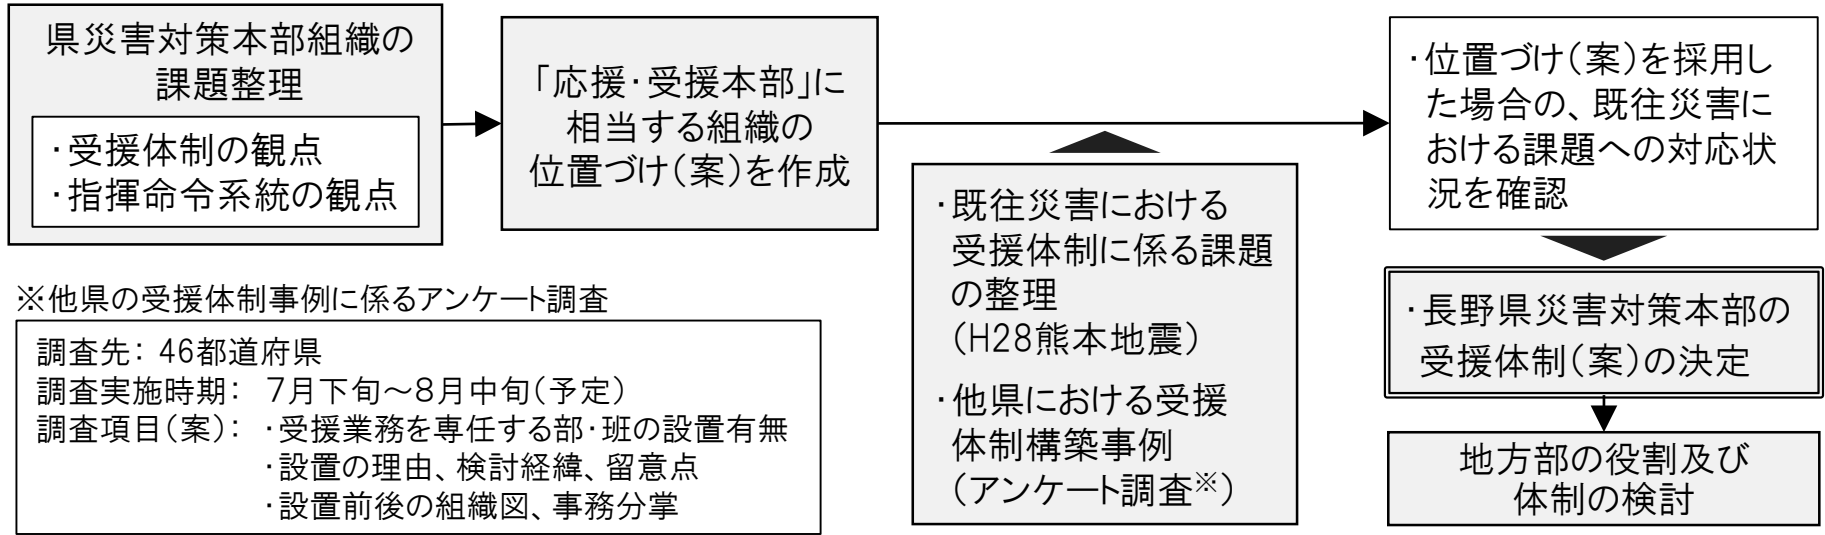 県災害対策本部組織の
課題整理
・受援体制の観点
・指揮命令系統の観点
「応援・受援本部」に
相当する組織の
位置づけ（案）を作成
・既往災害における
受援体制に係る課題
の整理
（H28熊本地震）
・他県における受援
体制構築事例
（アンケート調査※）
・位置づけ（案）を採用し
た場合の、既往災害に
おける課題への対応状
況を確認
・長野県災害対策本部の
受援体制（案）の決定
地方部の役割及び
体制の検討
※他県の受援体制事例に係るアンケート調査
調査先：46都道府県
調査実施時期： 7月下旬～8月中旬（予定）
調査項目（案）：・受援業務を専任する部・班の設置有無
・設置の理由、検討経緯、留意点
・設置前後の組織図、事務分掌